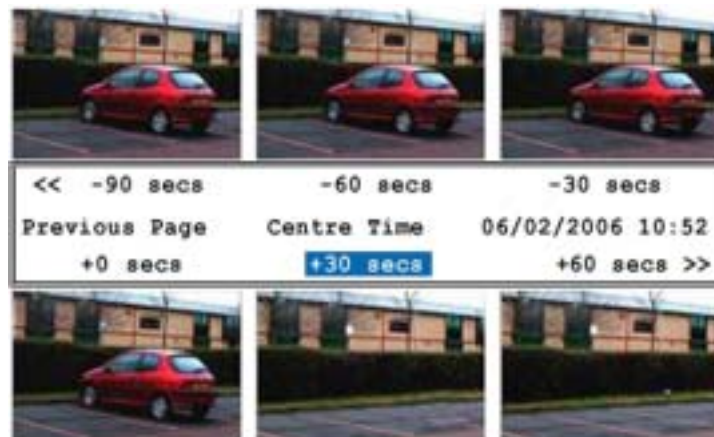 << -90 secs -60 secs -30 secs
Previous Page Centre Time 06/02/2006 10:52
+0 secs +30 secs +60 secs >>